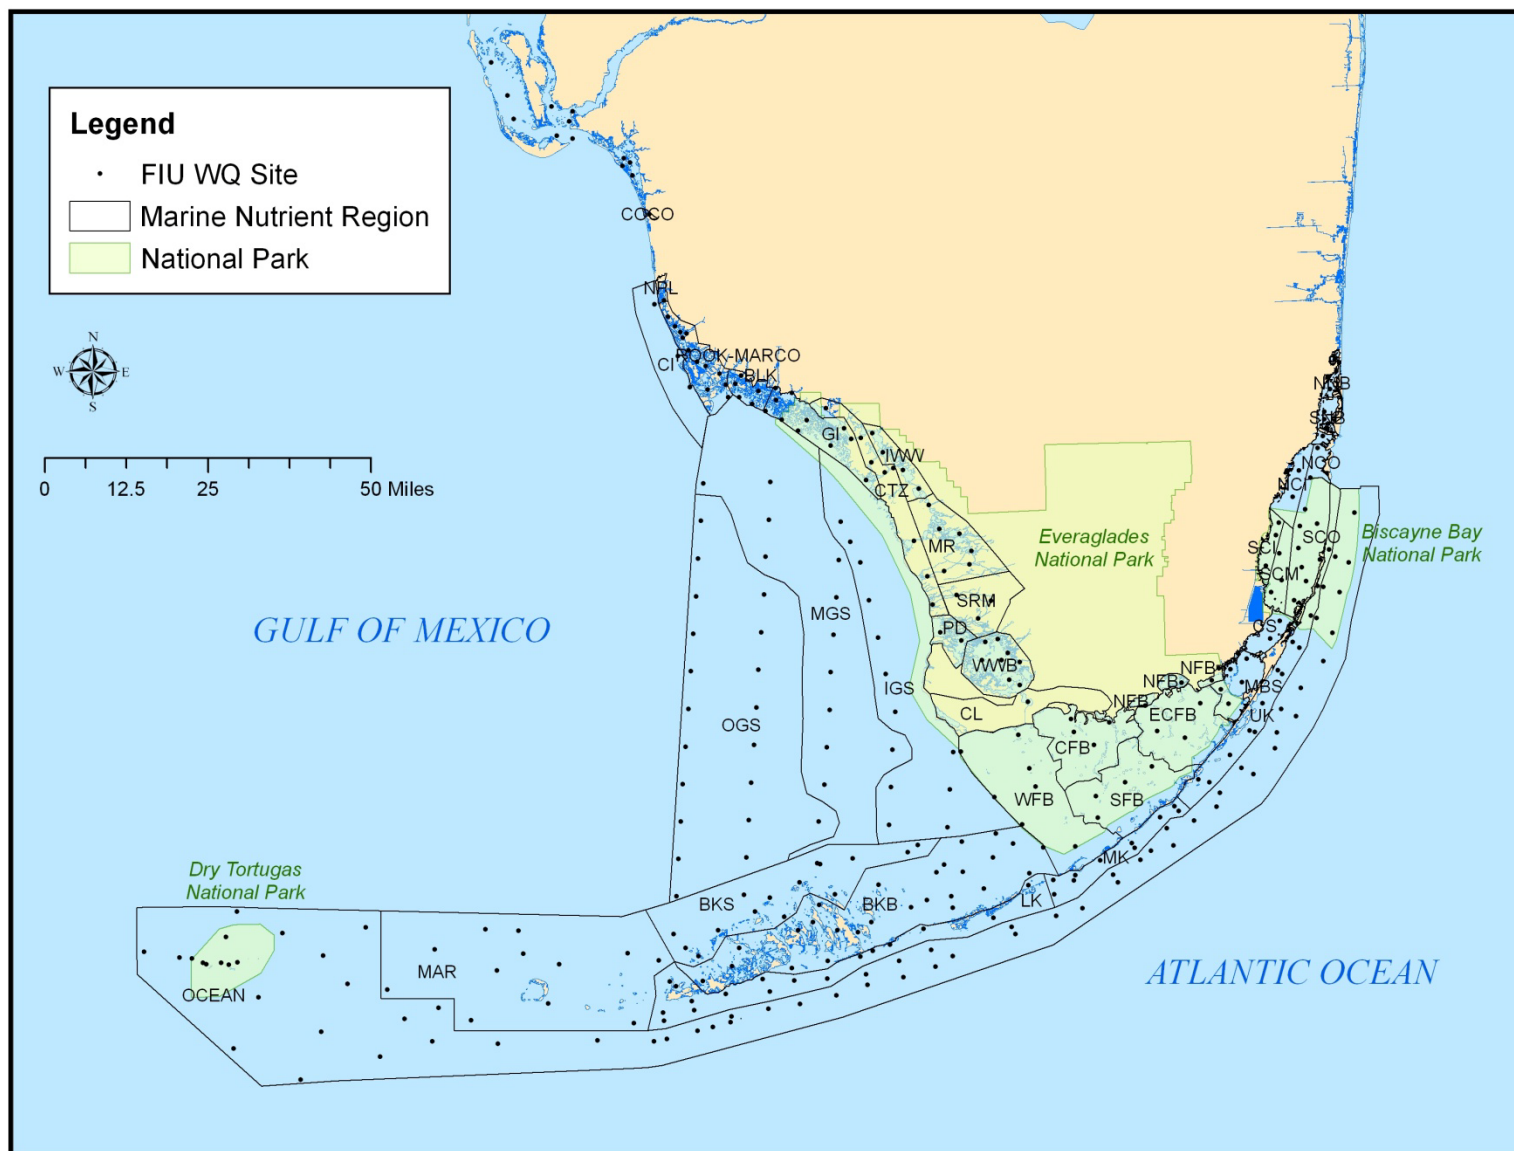 Legend
FIU WQ Site
Marine Nutrient Region
National Park
N
W
E
S
0 12.5 25 50 Miles
COCO
NPL
CI
ROOK-MARCO
BLK
GI
IWW
CTZ
MR
SRM
PD
WWB
CL
IGS
MGS
OGS
Everaglades
National Park
NNB
SNB
NCO
NCI
SCO
SCI
SCM
CS
Biscayne Bay
National Park
NFB
NFB
NFB
MBS
UK
ECFB
CFB
WFB
SFB
MK
LK
BKB
BKS
MAR
OCEAN
Dry Tortugas
National Park
GULF OF MEXICO
ATLANTIC OCEAN